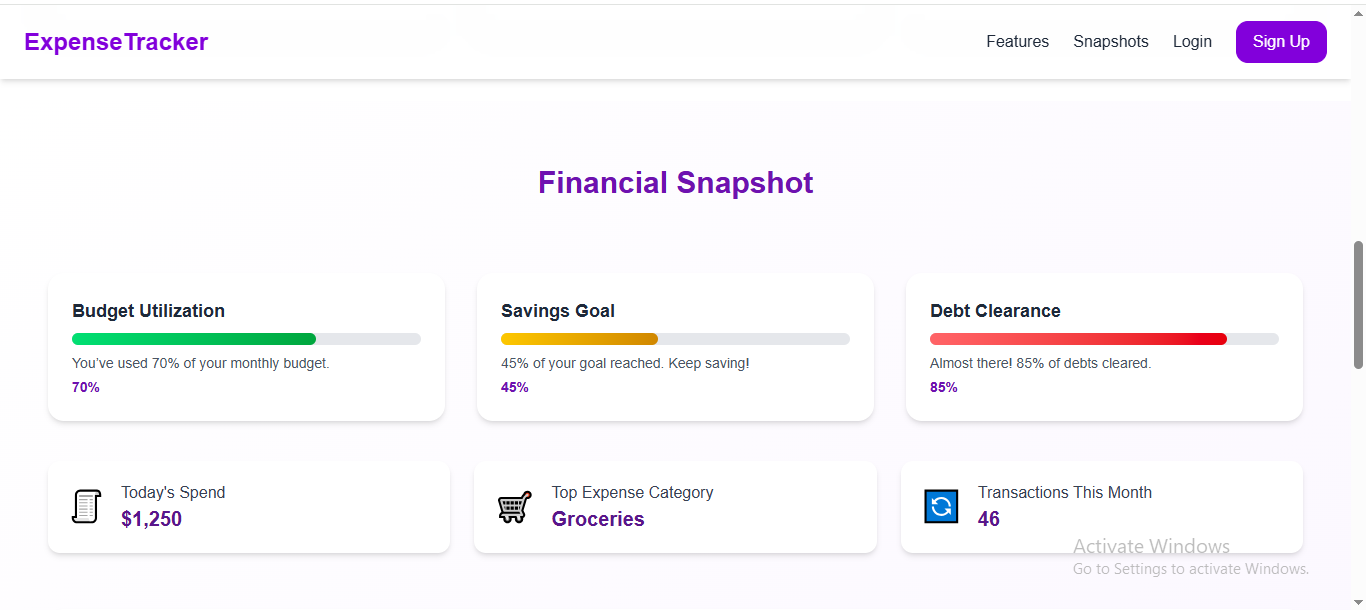 ExpenseTracker
Features
Snapshots
Login
Sign Up
Financial Snapshot
Budget Utilization
You've used 70% of your monthly budget.
70%
Savings Goal
45% of your goal reached. Keep saving!
45%
Debt Clearance
Almost there! 85% of debts cleared.
85%
Today's Spend
$1,250
Top Expense Category
Groceries
Transactions This Month
46
Activate Windows
Go to Settings to activate Windows.